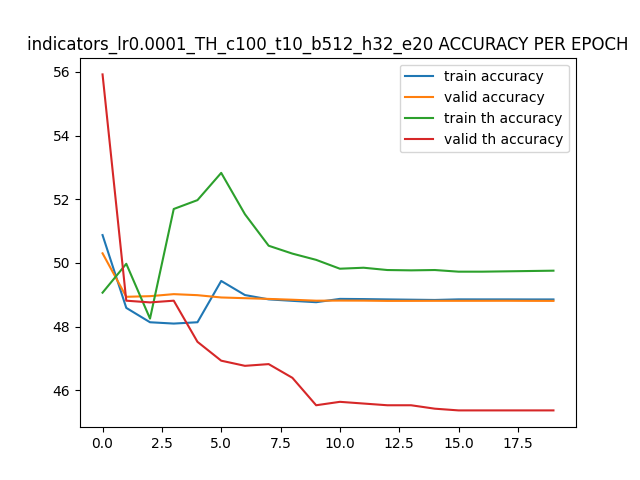 indicators_lr0.0001_TH_c100_t10_b512_h32_e20 ACCURACY PER EPOCH
train accuracy
valid accuracy
train th accuracy
valid th accuracy
56
54
52
50
48
46
0.0 2.5 5.0 7.5 10.0 12.5 15.0 17.5